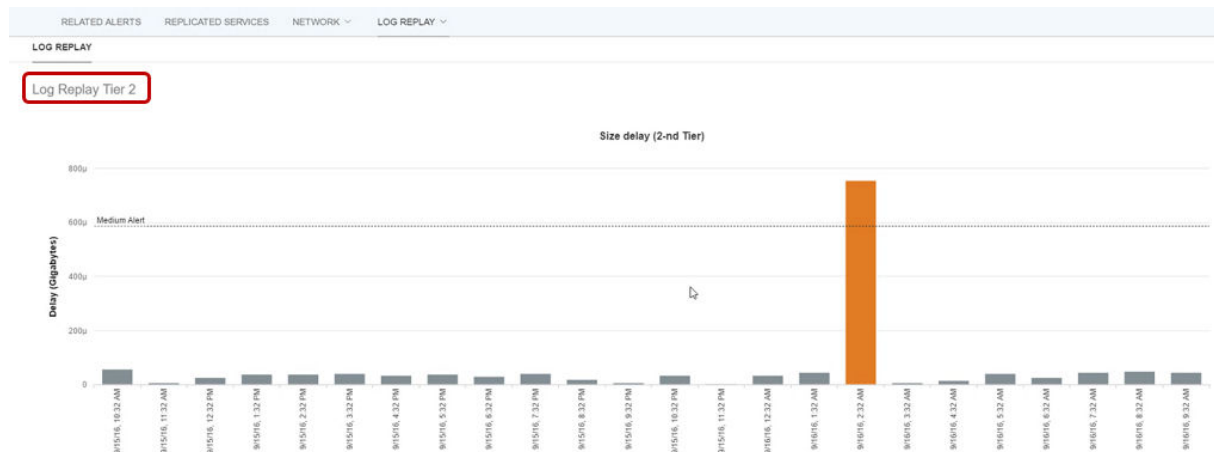 RELATED ALERTS REPLICATED SERVICES NETWORK LOG REPLAY
LOG REPLAY
Log Replay Tier 2
Size delay (2-nd Tier)
Delay (Gigabytes)
800µ
600µ
400µ
200µ
0
Medium Alert
9/15/16, 10:32 AM
9/15/16, 11:32 AM
9/15/16, 12:32 PM
9/15/16, 1:32 PM
9/15/16, 2:32 PM
9/15/16, 3:32 PM
9/15/16, 4:32 PM
9/15/16, 5:32 PM
9/15/16, 6:32 PM
9/15/16, 7:32 PM
9/15/16, 8:32 PM
9/15/16, 9:32 PM
9/15/16, 10:32 PM
9/15/16, 11:32 PM
9/16/16, 12:32 AM
9/16/16, 1:32 AM
9/16/16, 2:32 AM
9/16/16, 3:32 AM
9/16/16, 4:32 AM
9/16/16, 5:32 AM
9/16/16, 6:32 AM
9/16/16, 7:32 AM
9/16/16, 8:32 AM
9/16/16, 9:32 AM